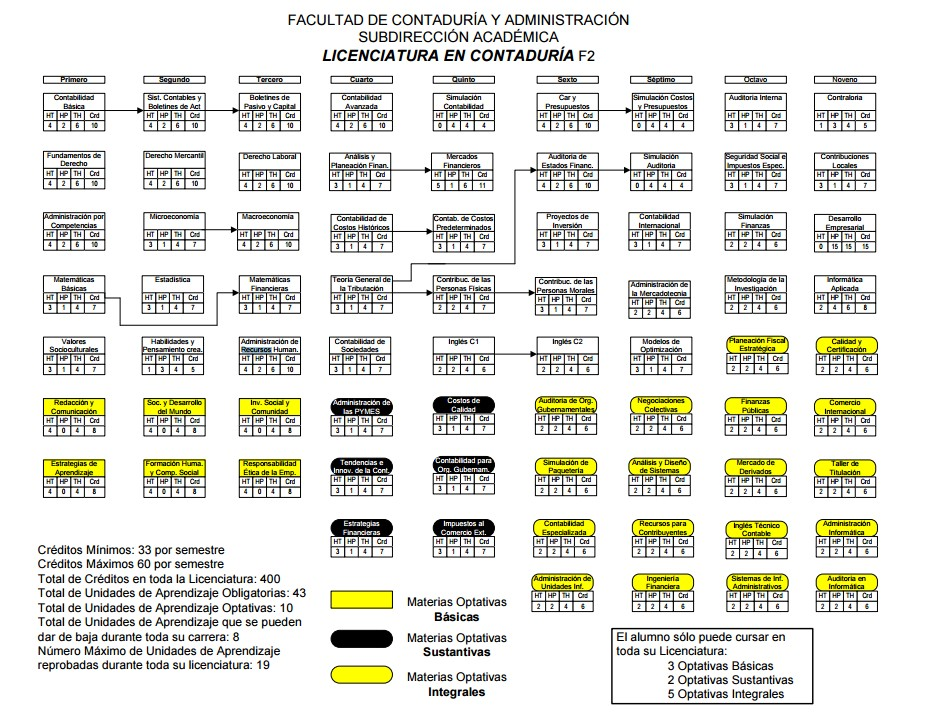 FACULTAD DE CONTADURÍA Y ADMINISTRACIÓN
SUBDIRECCIÓN ACADÉMICA
LICENCIATURA EN CONTADURÍA F2
Primero
Segundo
Tercero
Cuarto
Quinto
Sexto
Séptimo
Octavo
Noveno
Contabilidad
Básica
HT HP TH Crd
4 2 6 10
Sist. Contables y
Boletines de Act
HT HP TH Crd
4 2 6 10
Boletines de
Pasivo y Capital
HT HP TH Crd
4 2 6 10
Contabilidad
Avanzada
HT HP TH Crd
4 2 6 10
Simulación
Contabilidad
HT HP TH Crd
0 4 4 4
Car y
Presupuestos
HT HP TH Crd
4 2 6 10
Simulación Costos
y Presupuestos
HT HP TH Crd
0 4 4 4
Auditoria Interna
HT HP TH Crd
3 1 4 7
Contraloria
HT HP TH Crd
1 3 4 5
Fundamentos de
Derecho
HT HP TH Crd
4 2 6 10
Derecho Mercantil
HT HP TH Crd
4 2 6 10
Derecho Laboral
HT HP TH Crd
4 2 6 10
Análisis y
Planeación Finan.
HT HP TH Crd
3 1 4 7
Mercados
Financieros
HT HP TH Crd
5 1 6 11
Auditoria de
Estados Financ.
HT HP TH Crd
4 2 6 10
Simulación
Auditoria
HT HP TH Crd
0 4 4 4
Seguridad Social e
Impuestos Espec.
HT HP TH Crd
3 1 4 7
Contribuciones
Locales
HT HP TH Crd
3 1 4 7
Administración por
Competencias
HT HP TH Crd
4 2 6 10
Microeconomía
HT HP TH Crd
3 1 4 7
Macroeconomía
HT HP TH Crd
4 2 6 10
Contabilidad de
Costos Históricos
HT HP TH Crd
3 1 4 7
Contab. de Costos
Predeterminados
HT HP TH Crd
3 1 4 7
Proyectos de
Inversión
HT HP TH Crd
3 1 4 7
Contabilidad
Internacional
HT HP TH Crd
3 1 4 7
Simulación
Finanzas
HT HP TH Crd
2 2 4 6
Desarrollo
Empresarial
HT HP TH Crd
0 15 15 15
Matemáticas
Básicas
HT HP TH Crd
3 1 4 7
Estadística
HT HP TH Crd
3 1 4 7
Matemáticas
Financieras
HT HP TH Crd
3 1 4 7
Teoría General de
la Tributación
HT HP TH Crd
3 1 4 7
Contribuc. de las
Personas Físicas
HT HP TH Crd
2 2 4 7
Contribuc. de las
Personas Morales
HT HP TH Crd
3 1 4 7
Administración de
la Mercadotecnia
HT HP TH Crd
2 2 4 6
Metodología de la
Investigación
HT HP TH Crd
2 2 4 6
Informática
Aplicada
HT HP TH Crd
2 4 6 8
Valores
Socioculturales
HT HP TH Crd
3 1 4 7
Habilidades y
Pensamiento crea.
HT HP TH Crd
1 3 4 5
Administración de
Recursos Human.
HT HP TH Crd
4 2 6 10
Contabilidad de
Sociedades
HT HP TH Crd
3 1 4 7
Inglés C1
HT HP TH Crd
2 2 4 6
Inglés C2
HT HP TH Crd
2 2 4 6
Modelos de
Optimización
HT HP TH Crd
3 1 4 7
Planeación Fiscal
Estratégica
HT HP TH Crd
2 2 4 6
Calidad y
Certificación
HT HP TH Crd
2 2 4 6
Redacción y
Comunicación
HT HP TH Crd
4 0 4 8
Soc. y Desarrollo
del Mundo
HT HP TH Crd
4 0 4 8
Inv. Social y
Comunidad
HT HP TH Crd
4 0 4 8
Administración de
las PYMES
HT HP TH Crd
3 1 4 7
Costos de
Calidad
HT HP TH Crd
3 1 4 7
Auditoria de Org.
Gubernamentales
HT HP TH Crd
2 2 4 6
Negociaciones
Colectivas
HT HP TH Crd
2 2 4 6
Finanzas
Públicas
HT HP TH Crd
2 2 4 6
Comercio
Internacional
HT HP TH Crd
2 2 4 6
Estrategias de
Aprendizaje
HT HP TH Crd
4 0 4 8
Formación Huma.
y Comp. Social
HT HP TH Crd
4 0 4 8
Responsabilidad
Ética de la Emp.
HT HP TH Crd
4 0 4 8
Tendencias e
Innov. de la Cont.
HT HP TH Crd
3 1 4 7
Contabilidad para
Org. Gubernam.
HT HP TH Crd
3 1 4 7
Simulación de
Paquetería
HT HP TH Crd
2 2 4 6
Análisis y Diseño
de Sistemas
HT HP TH Crd
2 2 4 6
Mercado de
Derivados
HT HP TH Crd
2 2 4 6
Taller de
Titulación
HT HP TH Crd
2 2 4 6
Estrategias
Financieras
HT HP TH Crd
3 1 4 7
Impuestos al
Comercio Ext.
HT HP TH Crd
3 1 4 7
Contabilidad
Especializada
HT HP TH Crd
2 2 4 6
Recursos para
Contribuyentes
HT HP TH Crd
2 2 4 6
Inglés Técnico
Contable
HT HP TH Crd
2 2 4 6
Administración
Informática
HT HP TH Crd
2 2 4 6
Administración de
Unidades Inf.
HT HP TH Crd
2 2 4 6
Ingeniería
Financiera
HT HP TH Crd
2 2 4 6
Sistemas de Inf.
Administrativos
HT HP TH Crd
2 2 4 6
Auditoria en
Informática
HT HP TH Crd
2 2 4 6
Créditos Mínimos: 33 por semestre
Créditos Máximos 60 por semestre
Total de Créditos en toda la Licenciatura: 400
Total de Unidades de Aprendizaje Obligatorias: 43
Total de Unidades de Aprendizaje Optativas: 10
Total de Unidades de Aprendizaje que se pueden
dar de baja durante toda su carrera: 8
Número Máximo de Unidades de Aprendizaje
reprobadas durante toda su licenciatura: 19
Materias Optativas
Básicas
Materias Optativas
Sustantivas
Materias Optativas
Integrales
El alumno sólo puede cursar en
toda su Licenciatura:
3 Optativas Básicas
2 Optativas Sustantivas
5 Optativas Integrales